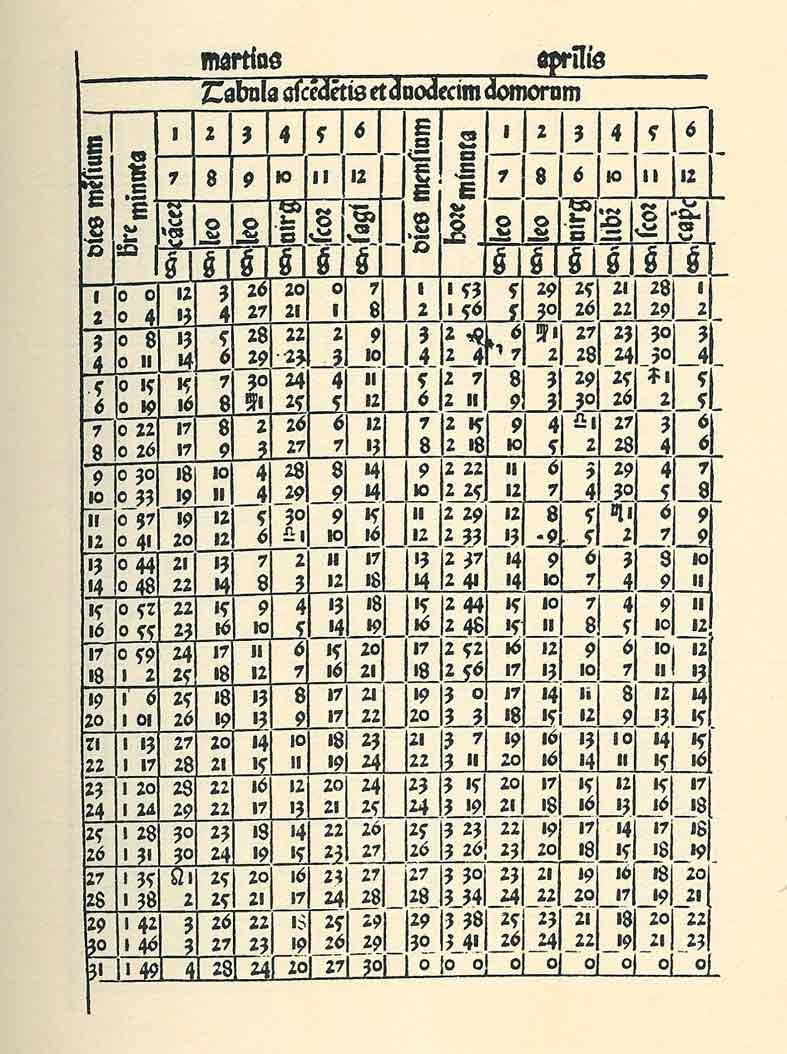 martius aprilis
Tabula ascēdētis et duodecim domorum
dies mēsium hore minuta 1 2 3 4 5 6 dies mensium hore minuta 1 2 3 4 5 6
7 8 9 10 11 12 7 8 6 10 11 12
cācer leo leo virg scor sagi leo leo virg libr scor capc
g̃ g̃ g̃ g̃ g̃ g̃ g̃ g̃ g̃ g̃ g̃ g̃
1 0 0 12 3 26 20 0 7 1 1 53 5 29 25 21 28 1
2 0 4 13 4 27 21 1 8 2 1 56 5 30 26 22 29 2
3 0 8 13 5 28 22 2 9 3 2 0 6 ♍1 27 23 30 3
4 0 11 14 6 29 23 3 10 4 2 4 7 2 28 24 30 4
5 0 15 15 7 30 24 4 11 5 2 7 8 3 29 25 ♐1 5
6 0 19 16 8 ♍1 25 5 12 6 2 11 9 3 30 26 2 5
7 0 22 17 8 2 26 6 12 7 2 15 9 4 ♎1 27 3 6
8 0 26 17 9 3 27 7 13 8 2 18 10 5 2 28 4 6
9 0 30 18 10 4 28 8 14 9 2 22 11 6 3 29 4 7
10 0 33 19 11 4 29 9 14 10 2 25 12 7 4 30 5 8
11 0 37 19 12 5 30 9 15 11 2 29 12 8 5 ♏1 6 9
12 0 41 20 12 6 ♎1 10 16 12 2 33 13 9 5 2 7 9
13 0 44 21 13 7 2 11 17 13 2 37 14 9 6 3 8 10
14 0 48 22 14 8 3 12 18 14 2 41 14 10 7 4 9 11
15 0 52 22 15 9 4 13 18 15 2 44 15 10 7 4 9 11
16 0 55 23 16 10 5 14 19 16 2 48 15 11 8 5 10 12
17 0 59 24 17 11 6 15 20 17 2 52 16 12 9 6 10 12
18 1 2 25 18 12 7 16 21 18 2 56 17 13 10 7 11 13
19 1 6 25 18 13 8 17 21 19 3 0 17 14 11 8 12 14
20 1 01 26 19 13 9 17 22 20 3 3 18 15 12 9 13 15
21 1 13 27 20 14 10 18 23 21 3 7 19 16 13 10 14 15
22 1 17 28 21 15 11 19 24 22 3 11 20 16 14 11 15 16
23 1 20 28 22 16 12 20 24 23 3 15 20 17 15 12 15 17
24 1 24 29 22 17 13 21 25 24 3 19 21 18 16 13 16 18
25 1 28 30 23 18 14 22 26 25 3 23 22 19 17 14 17 18
26 1 31 30 24 19 15 23 27 26 3 26 23 20 18 15 18 19
27 1 35 ♌1 25 20 16 23 27 27 3 30 23 21 19 16 18 20
28 1 38 2 25 21 17 24 28 28 3 34 24 22 20 17 19 21
29 1 42 3 26 22 18 25 29 29 3 38 25 23 21 18 20 22
30 1 46 3 27 23 19 26 29 30 3 41 26 24 22 19 21 23
31 1 49 4 28 24 20 27 30 0 0 0 0 0 0 0 0 0